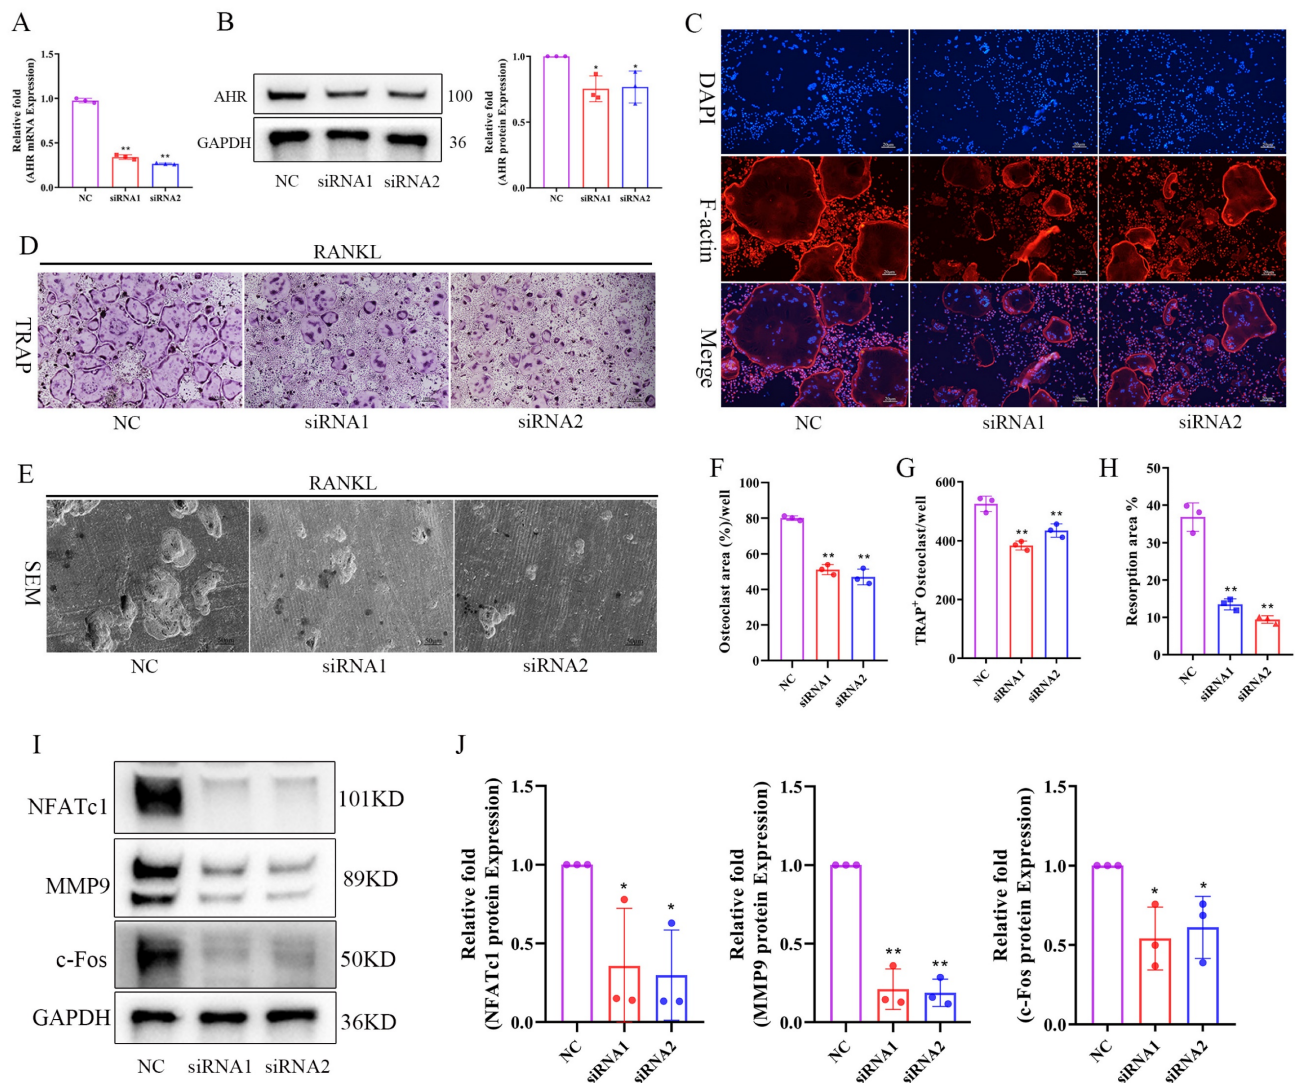 A
Relative fold
(AHR mRNA Expression)
1.5
1.0
0.5
0.0
**
**
NC
siRNA1
siRNA2
B
AHR
100
GAPDH
36
NC
siRNA1
siRNA2
Relative fold
(AHR protein Expression)
1.0
0.5
0.0
*
*
NC
siRNA1
siRNA2
C
DAPI
F-actin
Merge
NC
siRNA1
siRNA2
D
RANKL
TRAP
NC
siRNA1
siRNA2
E
RANKL
SEM
50μm
50μm
50μm
NC
siRNA1
siRNA2
F
Osteoclast area (%)/well
100
80
60
40
20
0
**
**
NC
siRNA1
siRNA2
G
TRAP+ Osteoclast/well
600
400
200
0
**
**
NC
siRNA1
siRNA2
H
Resorption area %
50
40
30
20
10
0
**
**
NC
siRNA1
siRNA2
I
NFATc1
101KD
MMP9
89KD
c-Fos
50KD
GAPDH
36KD
NC
siRNA1
siRNA2
J
Relative fold
(NFATc1 protein Expression)
1.5
1.0
0.5
0.0
*
*
NC
siRNA1
siRNA2
Relative fold
(MMP9 protein Expression)
1.5
1.0
0.5
0.0
**
**
NC
siRNA1
siRNA2
Relative fold
(c-Fos protein Expression)
1.5
1.0
0.5
0.0
*
*
NC
siRNA1
siRNA2